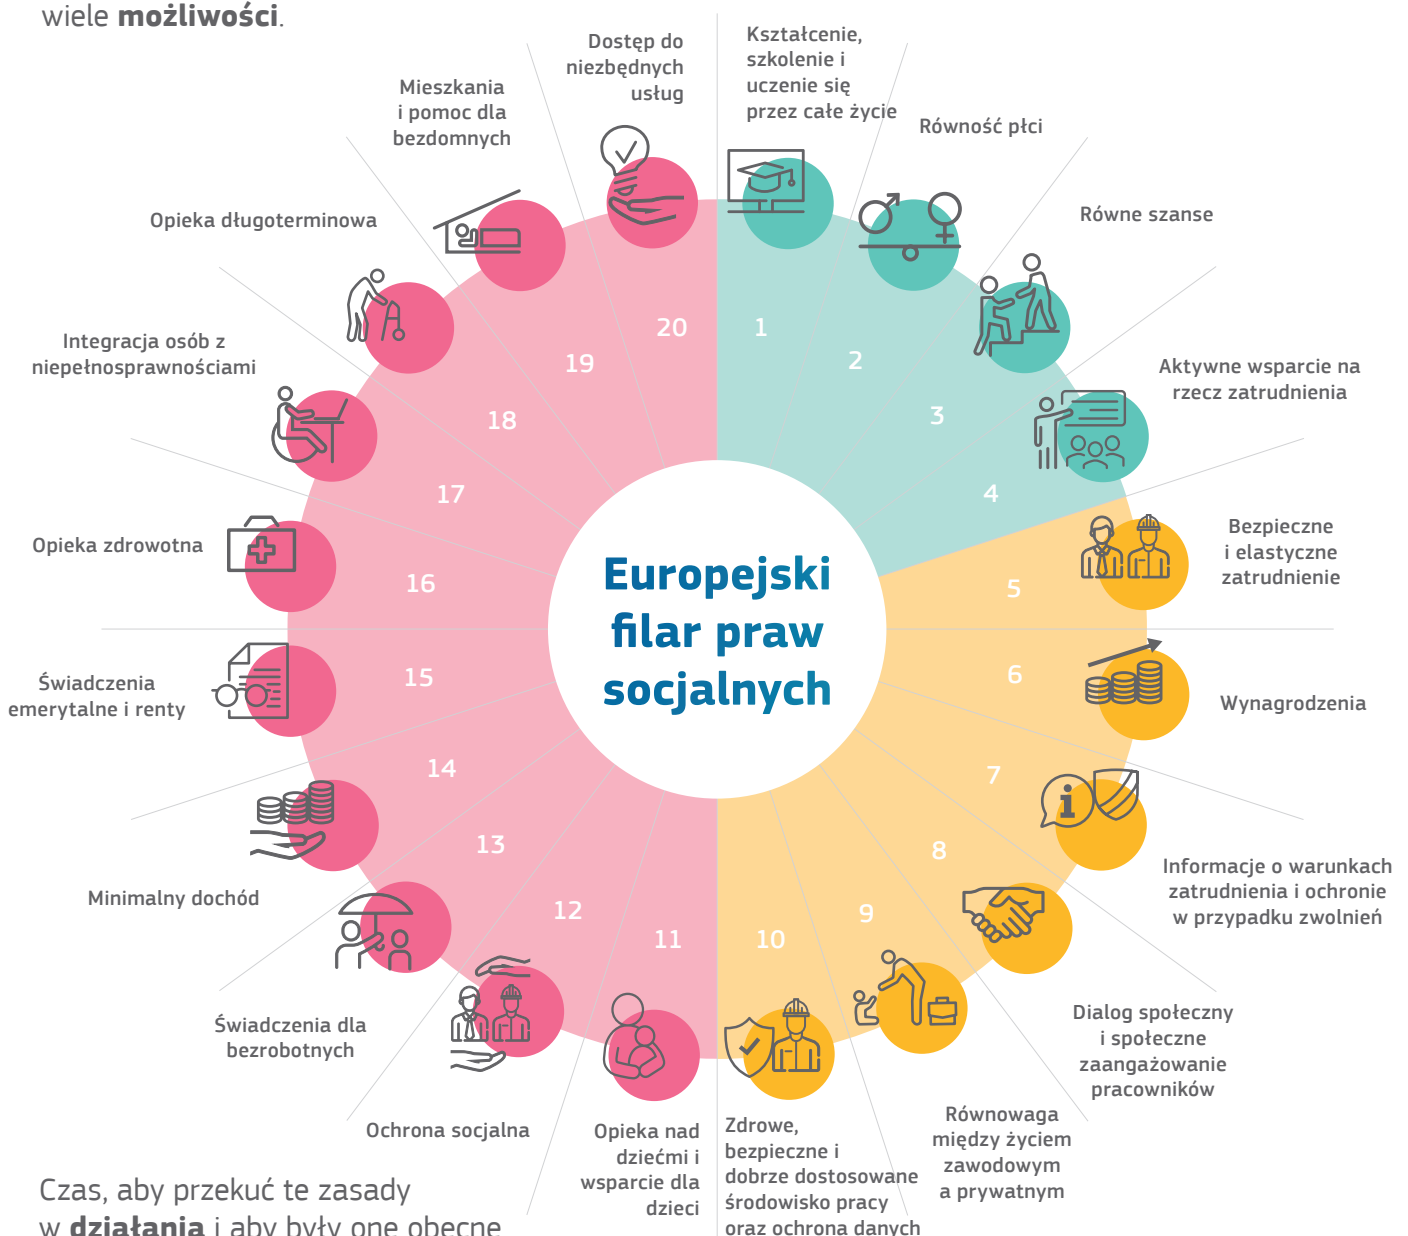 wiele możliwości.
Kształcenie,
szkolenie i
uczenie się
przez całe życie
Równość płci
Równe szanse
Aktywne wsparcie na
rzecz zatrudnienia
Bezpieczne
i elastyczne
zatrudnienie
Wynagrodzenia
Informacje o warunkach
zatrudnienia i ochronie
w przypadku zwolnień
Dialog społeczny
i społeczne
zaangażowanie
pracowników
Równowaga
między życiem
zawodowym
a prywatnym
Zdrowe,
bezpieczne i
dobrze dostosowane
środowisko pracy
oraz ochrona danych
Opieka nad
dziećmi i
wsparcie dla
dzieci
Ochrona socjalna
Świadczenia dla
bezrobotnych
Minimalny dochód
Świadczenia
emerytalne i renty
Opieka zdrowotna
Integracja osób z
niepełnosprawnościami
Opieka długoterminowa
Mieszkania
i pomoc dla
bezdomnych
Dostęp do
niezbędnych
usług
1
2
3
4
5
6
7
8
9
10
11
12
13
14
15
16
17
18
19
20
i
Europejski
filar praw
socjalnych
Czas, aby przekuć te zasady
w działania i aby były one obecne